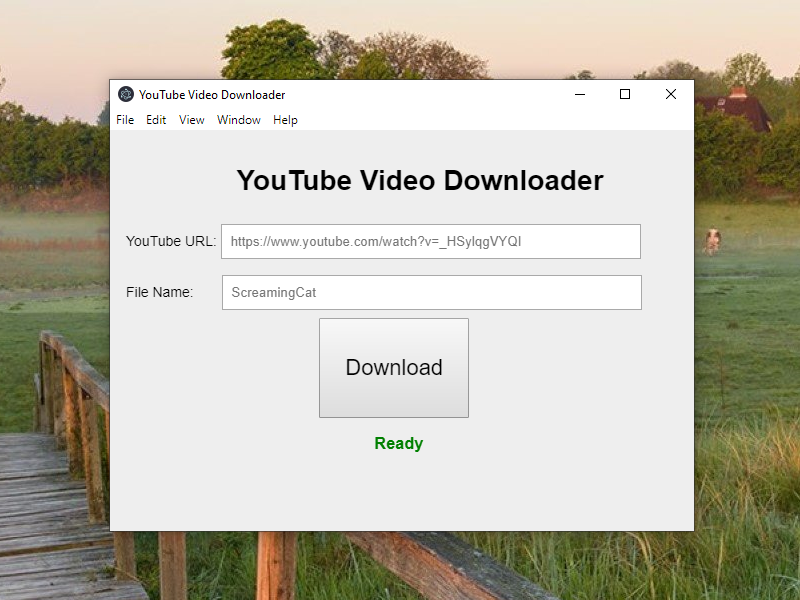 YouTube Video Downloader
File Edit View Window Help
YouTube Video Downloader
YouTube URL: https://www.youtube.com/watch?v=_HSylqgVYQI
File Name: ScreamingCat
Download
Ready